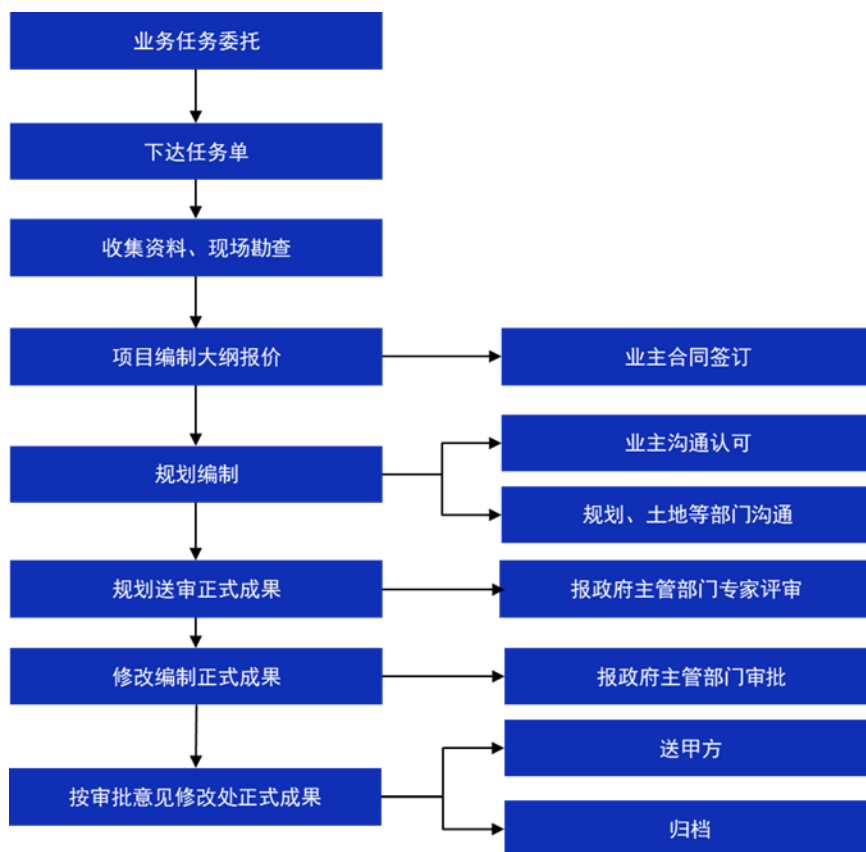 业务任务委托
下达任务单
收集资料、现场勘查
项目编制大纲报价
业主合同签订
业主沟通认可
规划编制
规划、土地等部门沟通
规划送审正式成果
报政府主管部门专家评审
修改编制正式成果
报政府主管部门审批
送甲方
按审批意见修改处正式成果
归档